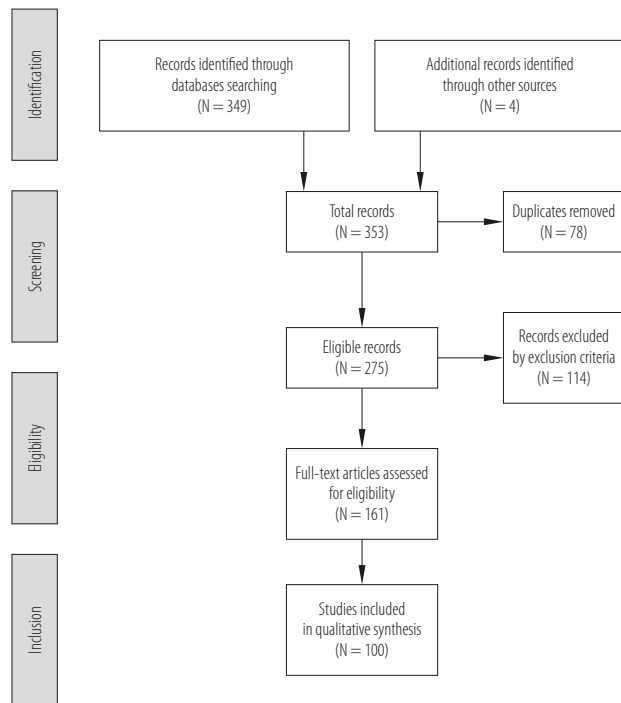 Identification
Records identified through
databases searching
(N = 349)
Additional records identified
through other sources
(N = 4)
Screening
Total records
(N = 353)
Duplicates removed
(N = 78)
Eligible records
(N = 275)
Records excluded
by exclusion criteria
(N = 114)
Eligibility
Full-text articles assessed
for eligibility
(N = 161)
Inclusion
Studies included
in qualitative synthesis
(N = 100)